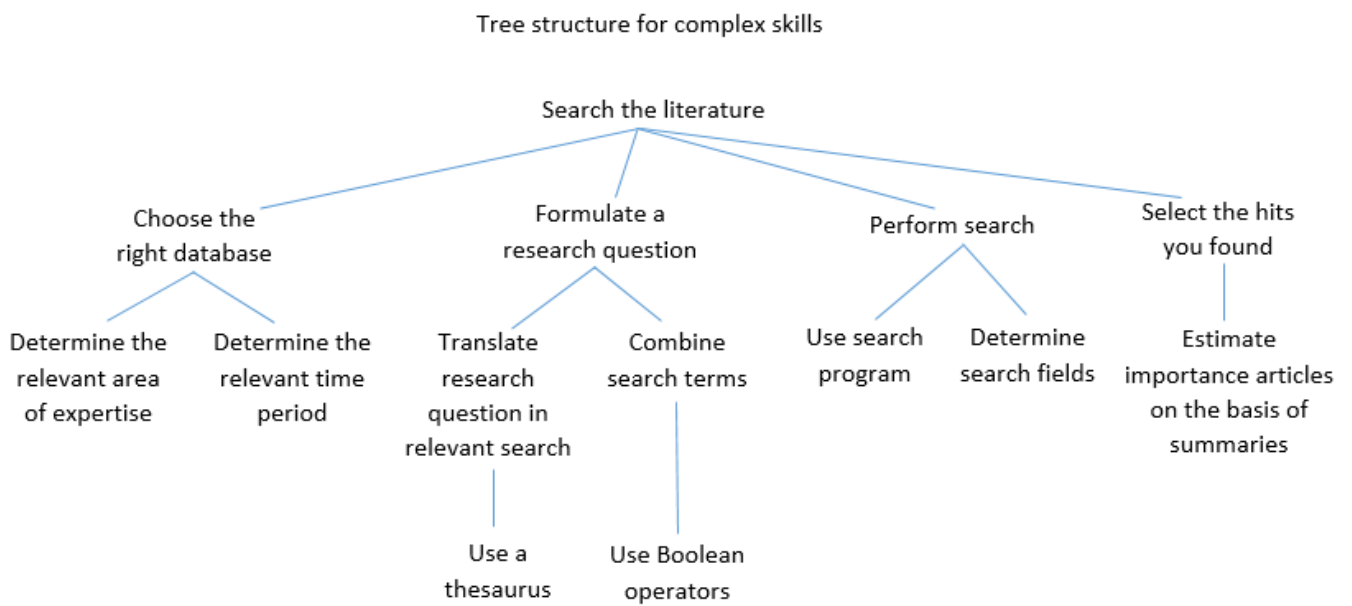 Tree structure for complex skills
Search the literature
Choose the
right database
Formulate a
research question
Perform search
Select the hits
you found
Determine the
relevant area
of expertise
Determine the
relevant time
period
Translate
research
question in
relevant search
Combine
search terms
Use search
program
Determine
search fields
Estimate
importance articles
on the basis of
summaries
Use a
thesaurus
Use Boolean
operators